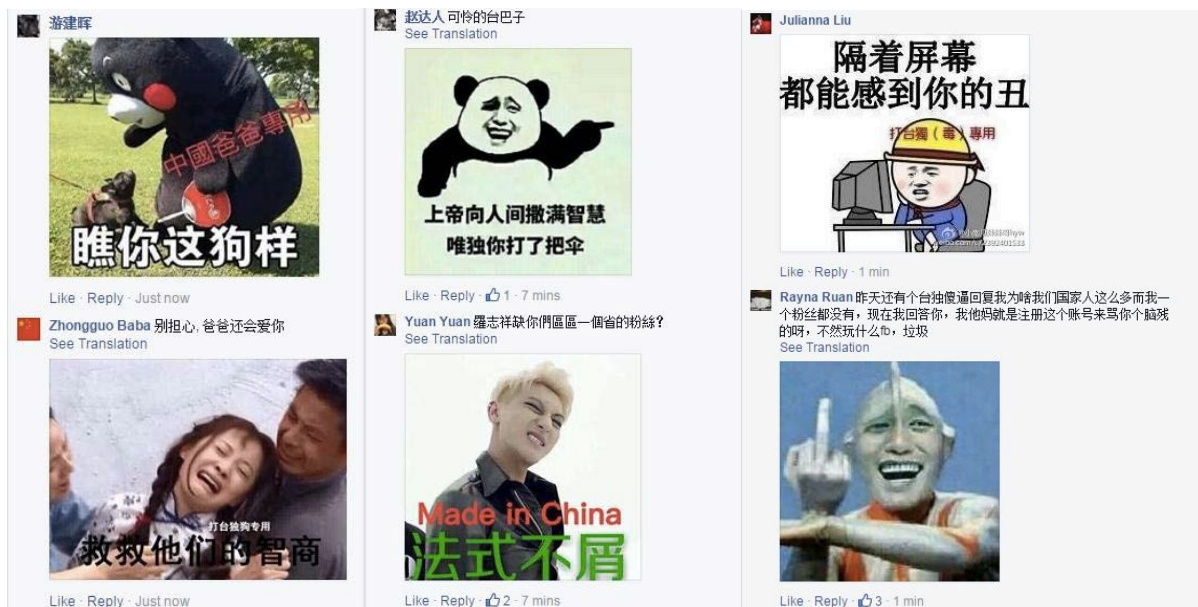 游建晖
中國爸爸專用
瞧你这狗样
Like · Reply · Just now
Zhongguo Baba 别担心, 爸爸还会爱你
See Translation
打台独狗专用
救救他们的智商
Like · Reply · Just now
赵达人 可怜的台巴子
See Translation
上帝向人间撒满智慧
唯独你打了把伞
Like · Reply · 1 · 7 mins
Yuan Yuan 羅志祥缺你們區區一個省的粉絲?
See Translation
Made in China
法式不屑
Like · Reply · 2 · 7 mins
Julianna Liu
隔着屏幕
都能感到你的丑
打台獨（毒）專用
Like · Reply · 1 min
Rayna Ruan 昨天还有个台独傻逼回复我为啥我们国家人这么多而我一
个粉丝都没有，现在我回答你，我他妈就是注册这个账号来骂你个脑残
的呀，不然玩什么fb，垃圾
See Translation
Like · Reply · 3 · 1 min